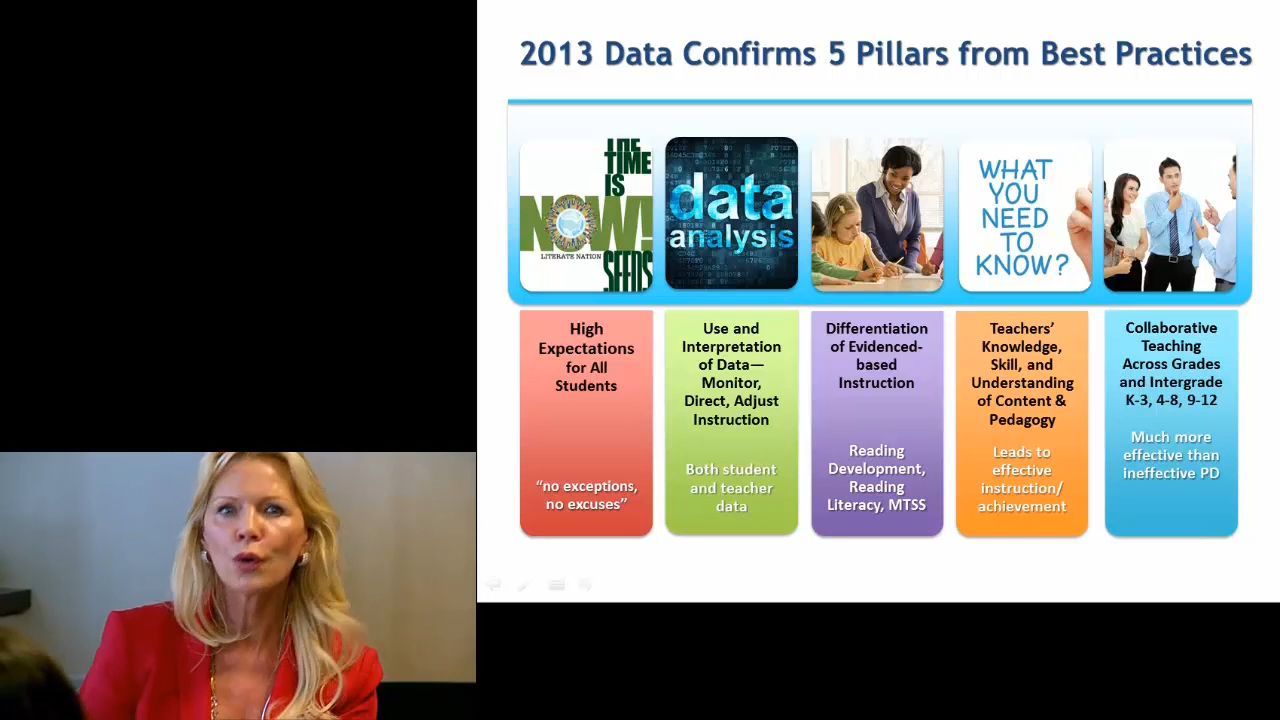 2013 Data Confirms 5 Pillars from Best Practices
THE
TIME
IS
NOW!
LITERATE NATION
SEEDS
data
analysis
WHAT
YOU
NEED
TO
KNOW?
High
Expectations
for All
Students
“no exceptions,
no excuses”
Use and
Interpretation
of Data—
Monitor,
Direct, Adjust
Instruction
Both student
and teacher
data
Differentiation
of Evidenced-
based
Instruction
Reading
Development,
Reading
Literacy, MTSS
Teachers’
Knowledge,
Skill, and
Understanding
of Content &
Pedagogy
Leads to
effective
instruction/
achievement
Collaborative
Teaching
Across Grades
and Intergrade
K-3, 4-8, 9-12
Much more
effective than
ineffective PD